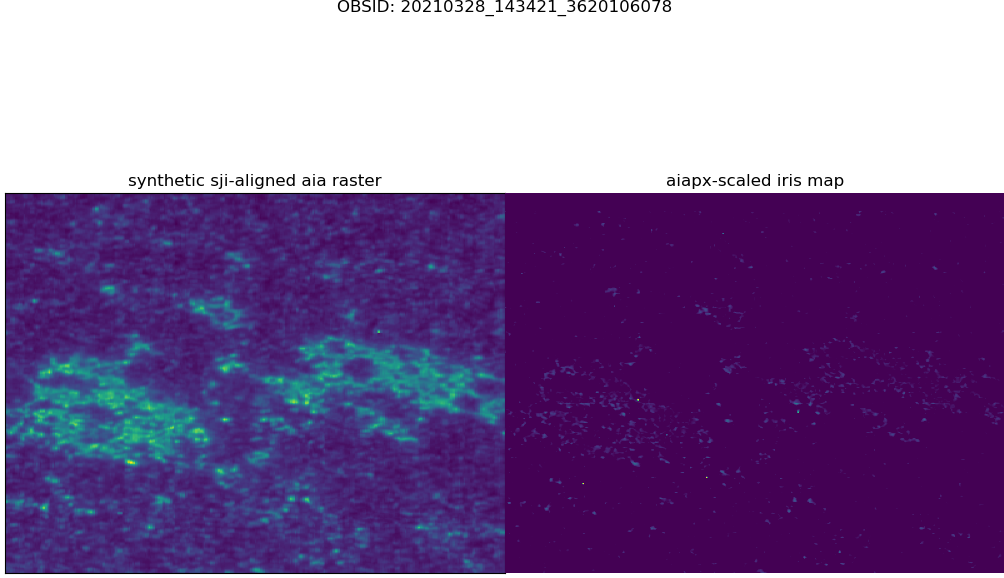 OBSID: 20210328_143421_3620106078
synthetic sji-aligned aia raster
aiapx-scaled iris map